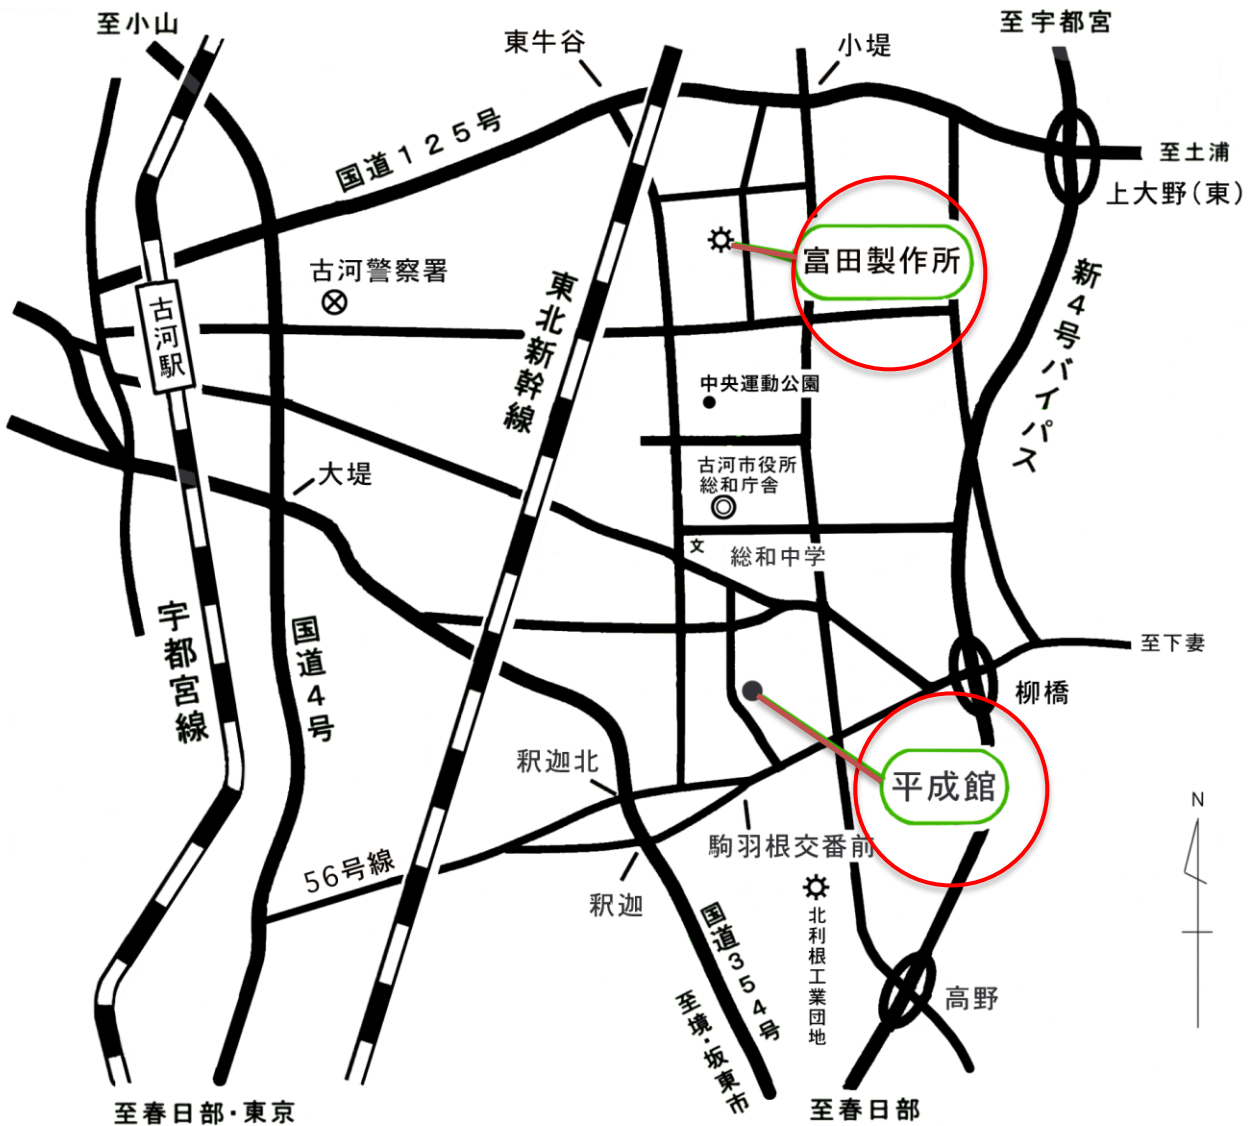 至小山
東牛谷
小堤
至宇都宮
国道125号
至土浦
上大野(東)
古河警察署
富田製作所
東北新幹線
新4号バイパス
古河駅
中央運動公園
古河市役所
総和庁舎
大堤
文
総和中学
宇都宮線
国道4号
至下妻
柳橋
釈迦北
平成館
駒羽根交番前
56号線
釈迦
北利根工業団地
国道354号
至境・坂東市
高野
N
至春日部・東京
至春日部